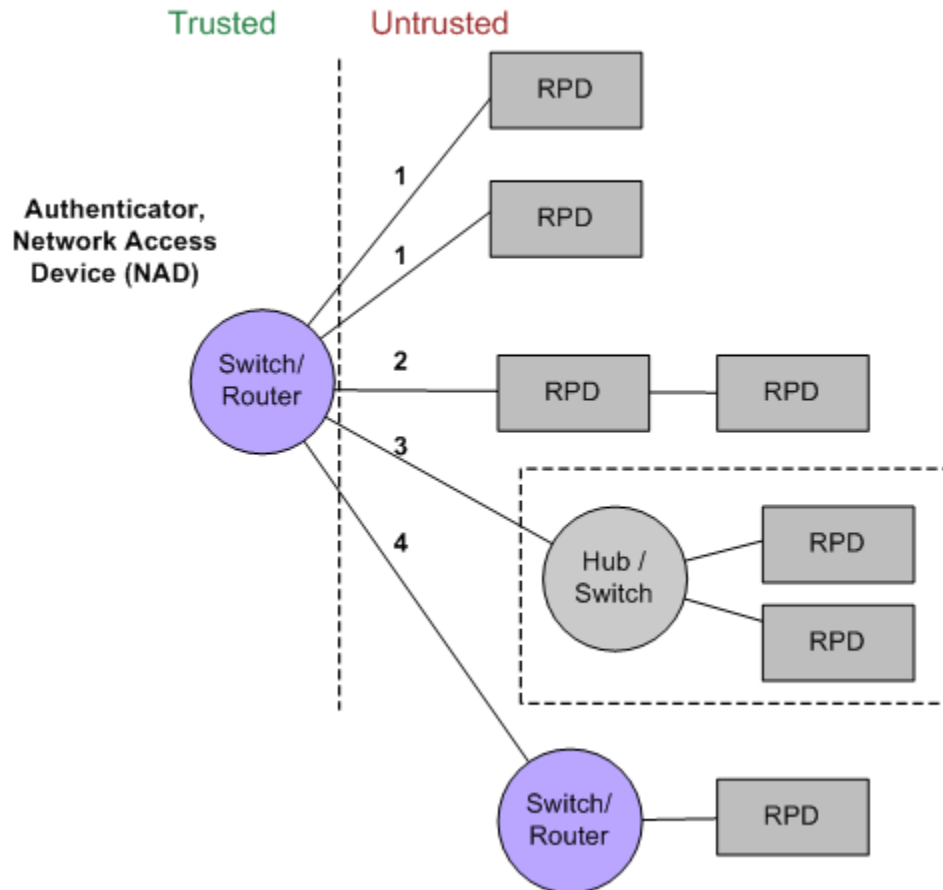 Trusted
Untrusted
RPD
1
RPD
1
Authenticator,
Network Access
Device (NAD)
Switch/
Router
2
RPD
RPD
3
4
Hub /
Switch
RPD
RPD
Switch/
Router
RPD